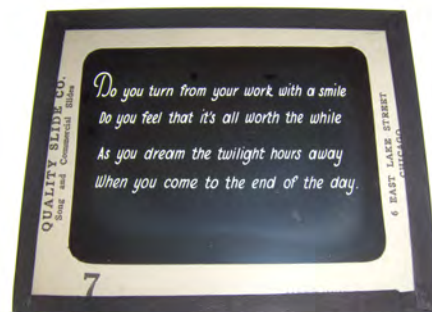 Do you turn from your work with a smile
Do you feel that it's all worth the while
As you dream the twilight hours away
When you come to the end of the day.
QUALITY SLIDE CO.
Song and Commercial Slides
6 EAST LAKE STREET
CHICAGO
7